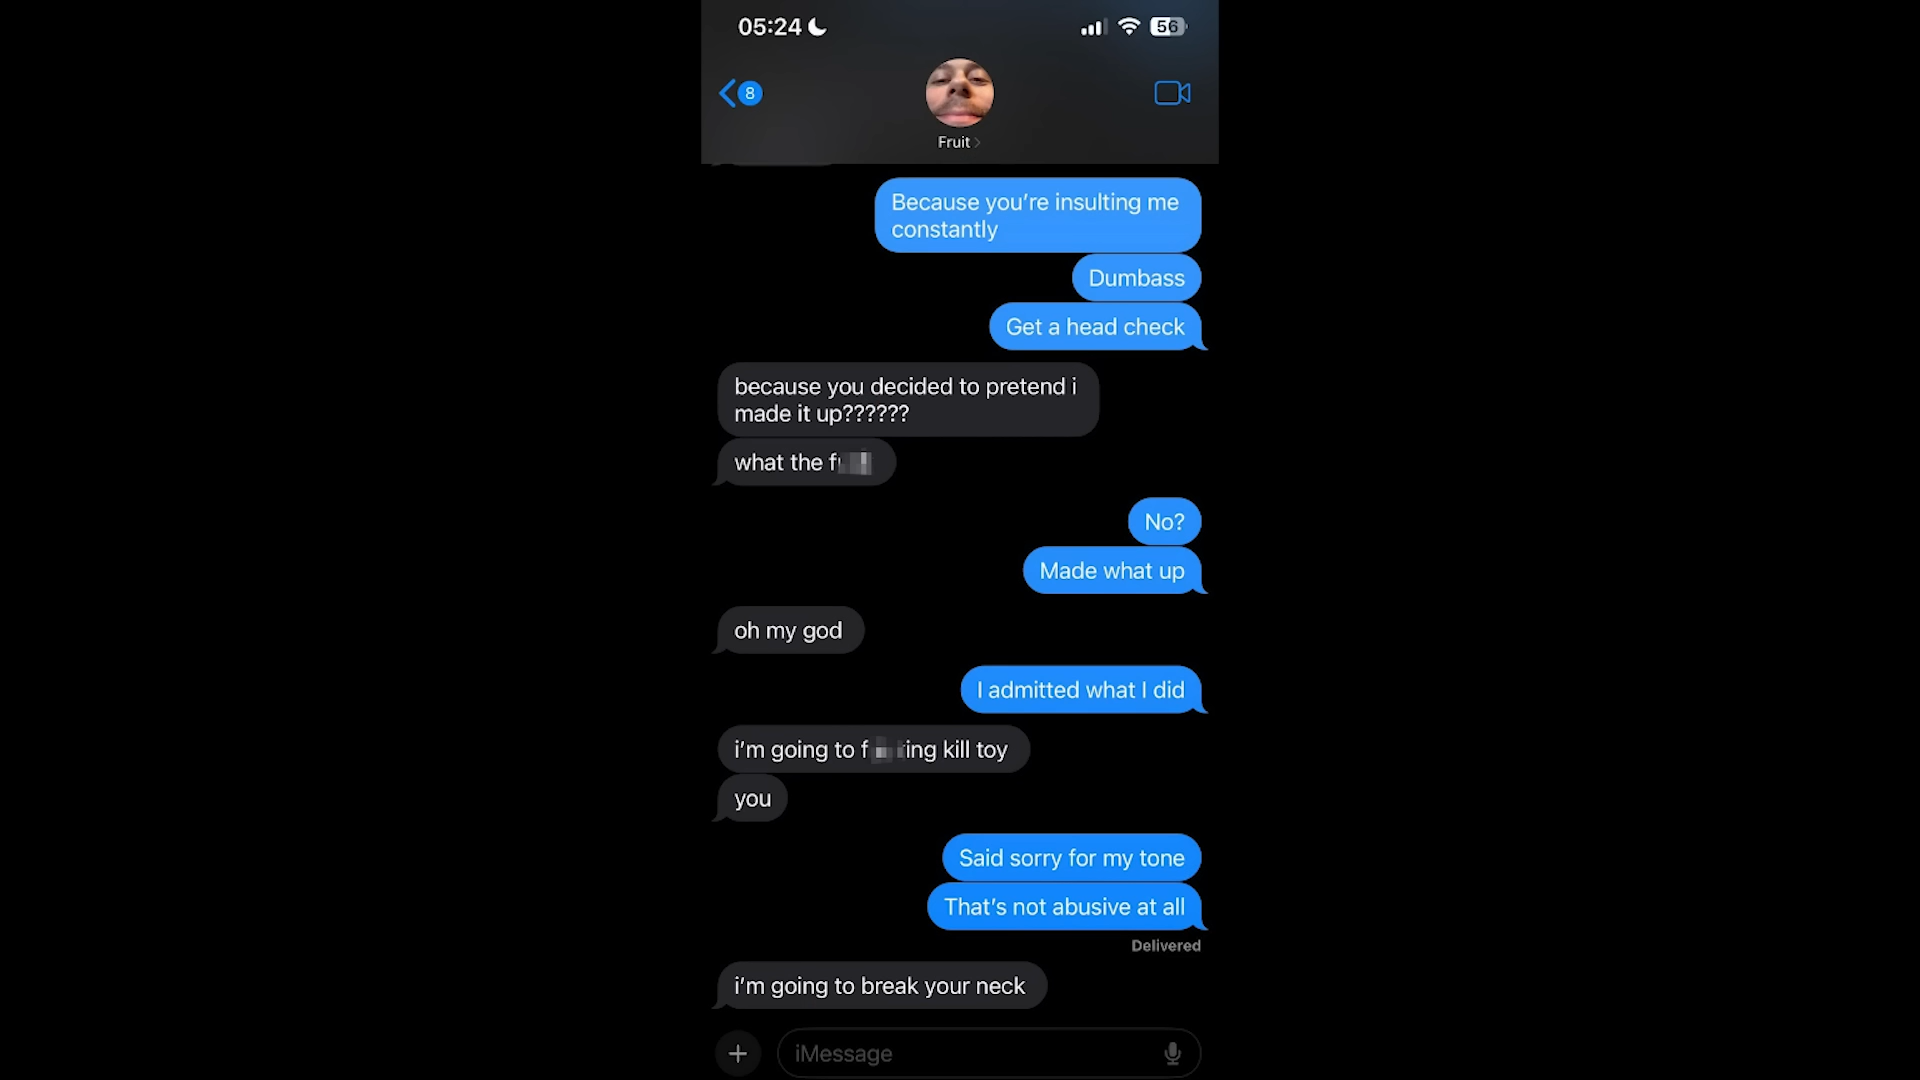 05:24
56
8
Fruit
Because you're insulting me
constantly
Dumbass
Get a head check
because you decided to pretend i
made it up??????
what the f
No?
Made what up
oh my god
I admitted what I did
i'm going to f ing kill toy
you
Said sorry for my tone
That's not abusive at all
Delivered
i'm going to break your neck
iMessage